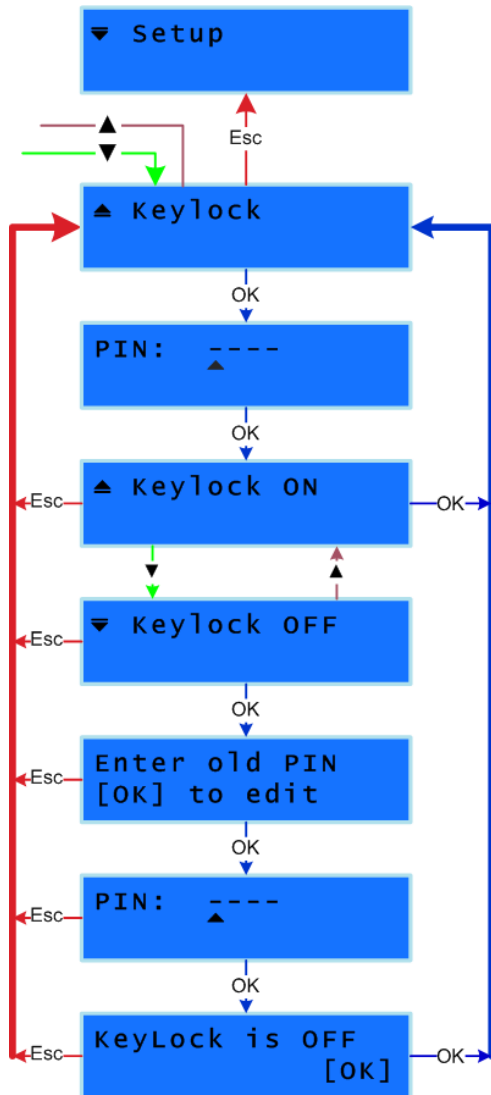 Setup
Esc
Keylock
OK
PIN: ----
OK
Keylock ON
Esc
OK
Keylock OFF
Esc
OK
Enter old PIN
[OK] to edit
Esc
OK
PIN: ----
Esc
OK
KeyLock is OFF
[OK]
Esc
OK